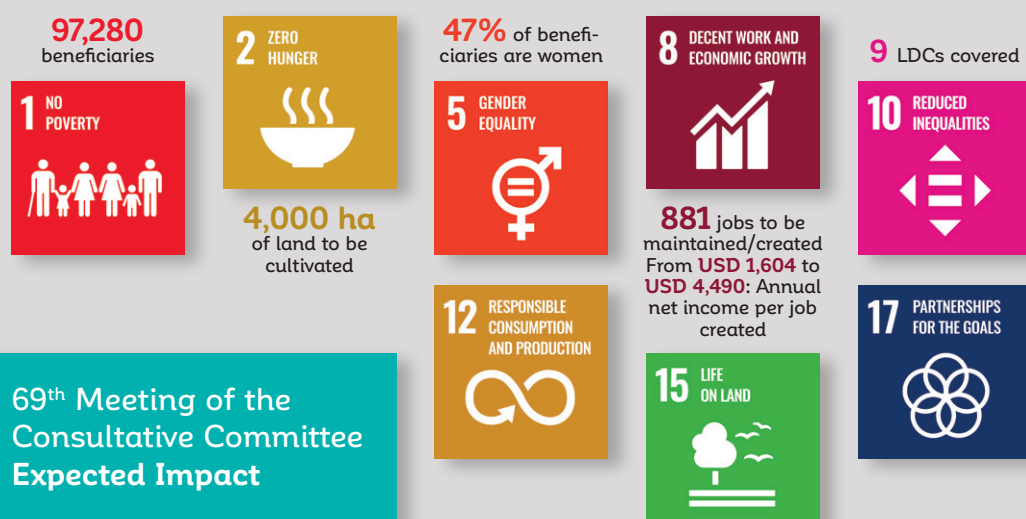 97,280
beneficiaries
1 NO
POVERTY
2 ZERO
HUNGER
4,000 ha
of land to be
cultivated
47% of benefi-
ciaries are women
5 GENDER
EQUALITY
12 RESPONSIBLE
CONSUMPTION
AND PRODUCTION
8 DECENT WORK AND
ECONOMIC GROWTH
881 jobs to be
maintained/created
From USD 1,604 to
USD 4,490: Annual
net income per job
created
15 LIFE
ON LAND
9 LDCs covered
10 REDUCED
INEQUALITIES
17 PARTNERSHIPS
FOR THE GOALS
69th Meeting of the
Consultative Committee
Expected Impact